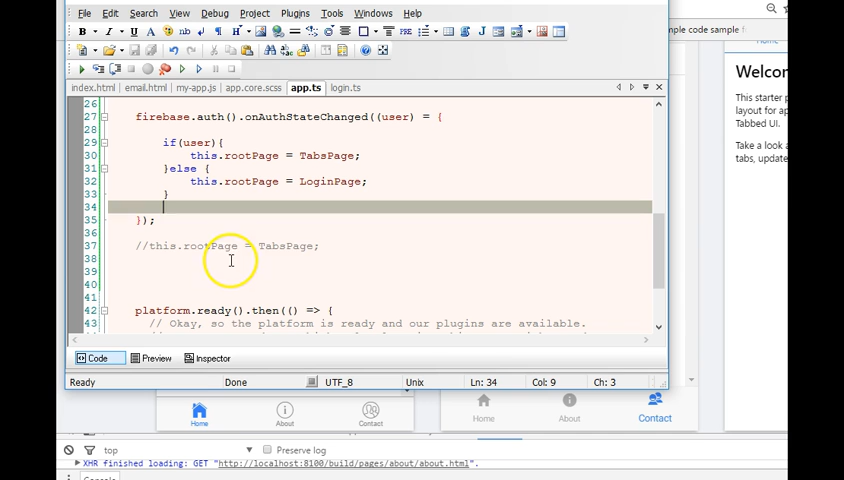 File Edit Search View Debug Project Plugins Tools Windows Help
B I U nb H PRE
index.html email.html my-app.js app.core.scss app.ts login.ts
26
27 firebase.auth().onAuthStateChanged((user) = {
28
29 if(user){
30 this.rootPage = TabsPage;
31 }else {
32 this.rootPage = LoginPage;
33 }
34
35 });
36
37 //this.rootPage = TabsPage;
38
39
40
41
42 platform.ready().then(() => {
43 // Okay, so the platform is ready and our plugins are available.
Code Preview Inspector
Ready Done UTF_8 Unix Ln: 34 Col: 9 Ch: 3
mple code sample f
Home
Welcom
This starter p
layout for ap
Tabbed UI.
Take a look a
tabs, update
Home About Contact
Home About Contact
top Preserve log
XHR finished loading: GET "http://localhost:8100/build/pages/about/about.html".
Console